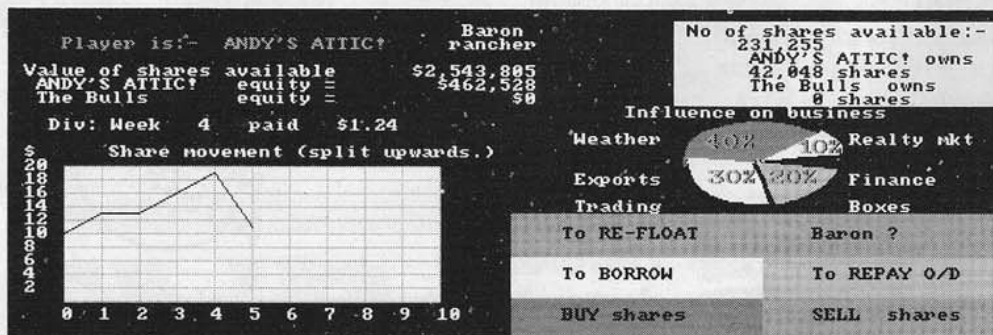 Player is:- ANDY'S ATTIC!
Baron
rancher
Value of shares available $2,543,805
ANDY'S ATTIC! equity = $462,528
The Bulls equity = $0
Div: Week 4 paid $1.24
$ Share movement (split upwards.)
20
18
16
14
12
10
8
6
4
2
0 1 2 3 4 5 6 7 8 9 10
No of shares available:-
231,255
ANDY'S ATTIC! owns
42,048 shares
The Bulls owns
0 shares
Influence on business
Weather 40% 10% Realty mkt
Exports 30% 20% Finance
Trading Boxes
To RE-FLOAT Baron ?
To BORROW To REPAY O/D
BUY shares SELL shares